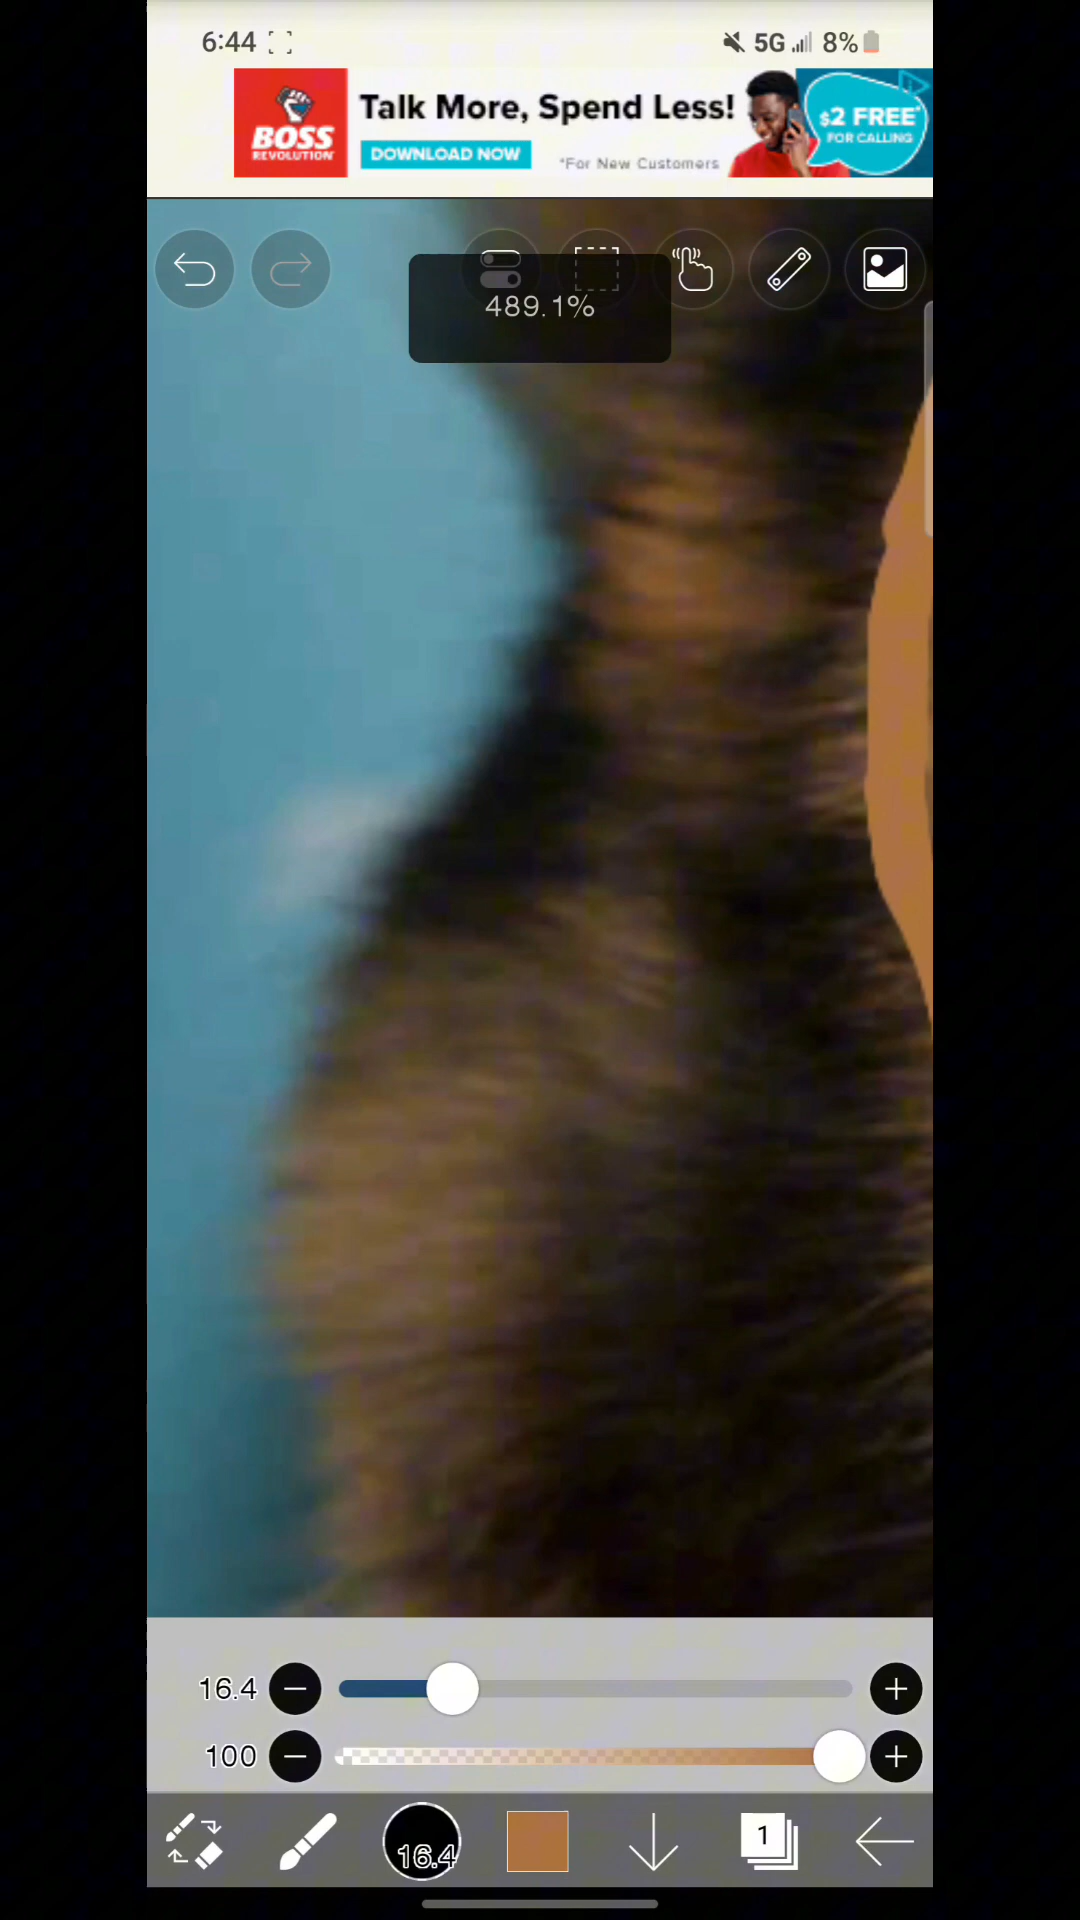 6:44
5G 8%
BOSS
REVOLUTION
Talk More, Spend Less!
DOWNLOAD NOW
*For New Customers
$2 FREE*
FOR CALLING
489.1%
16.4
100
16.4
1